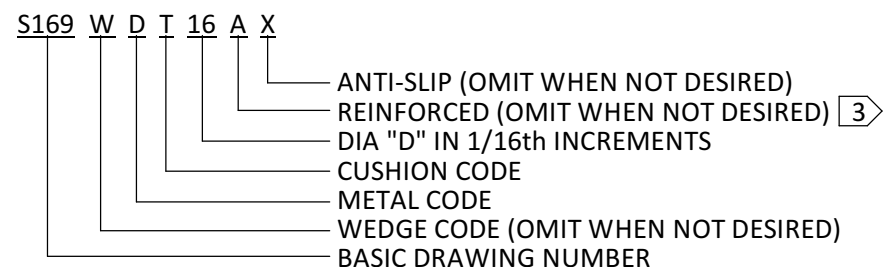 S169 W D T 16 A X
ANTI-SLIP (OMIT WHEN NOT DESIRED)
REINFORCED (OMIT WHEN NOT DESIRED) 3
DIA "D" IN 1/16th INCREMENTS
CUSHION CODE
METAL CODE
WEDGE CODE (OMIT WHEN NOT DESIRED)
BASIC DRAWING NUMBER